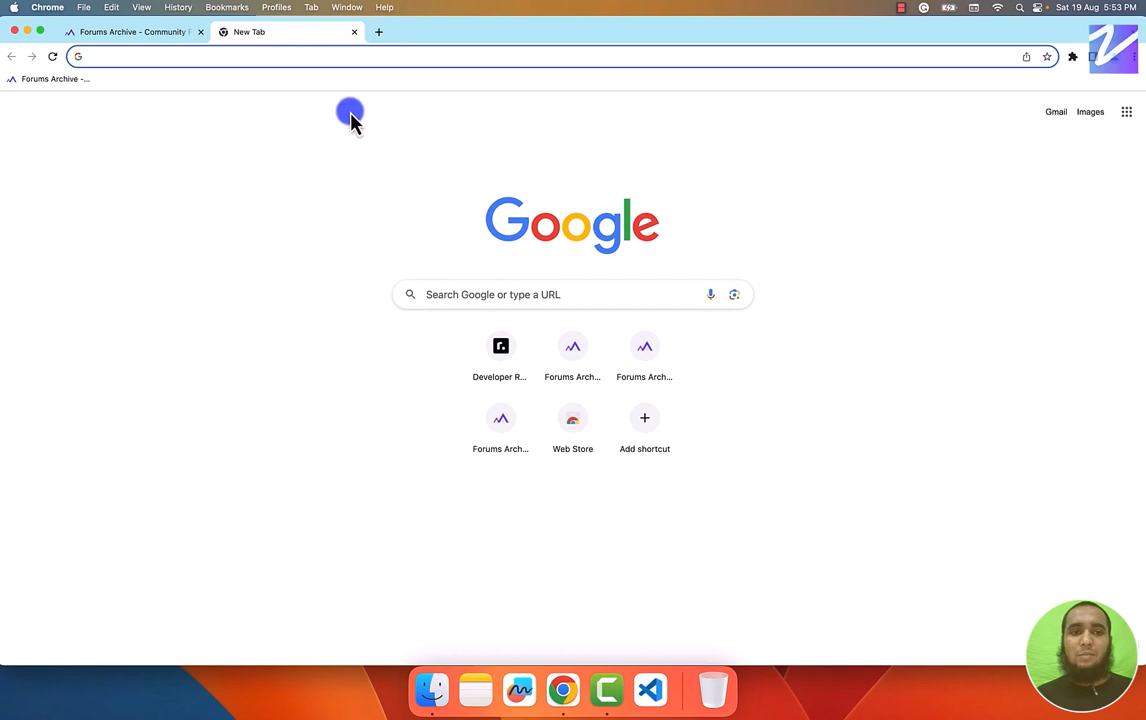 Chrome File Edit View History Bookmarks Profiles Tab Window Help Sat 19 Aug 5:53 PM
Forums Archive - Community F New Tab
Forums Archive -...
Gmail Images
Google
Search Google or type a URL
Developer R... Forums Arch... Forums Arch...
Forums Arch... Web Store Add shortcut